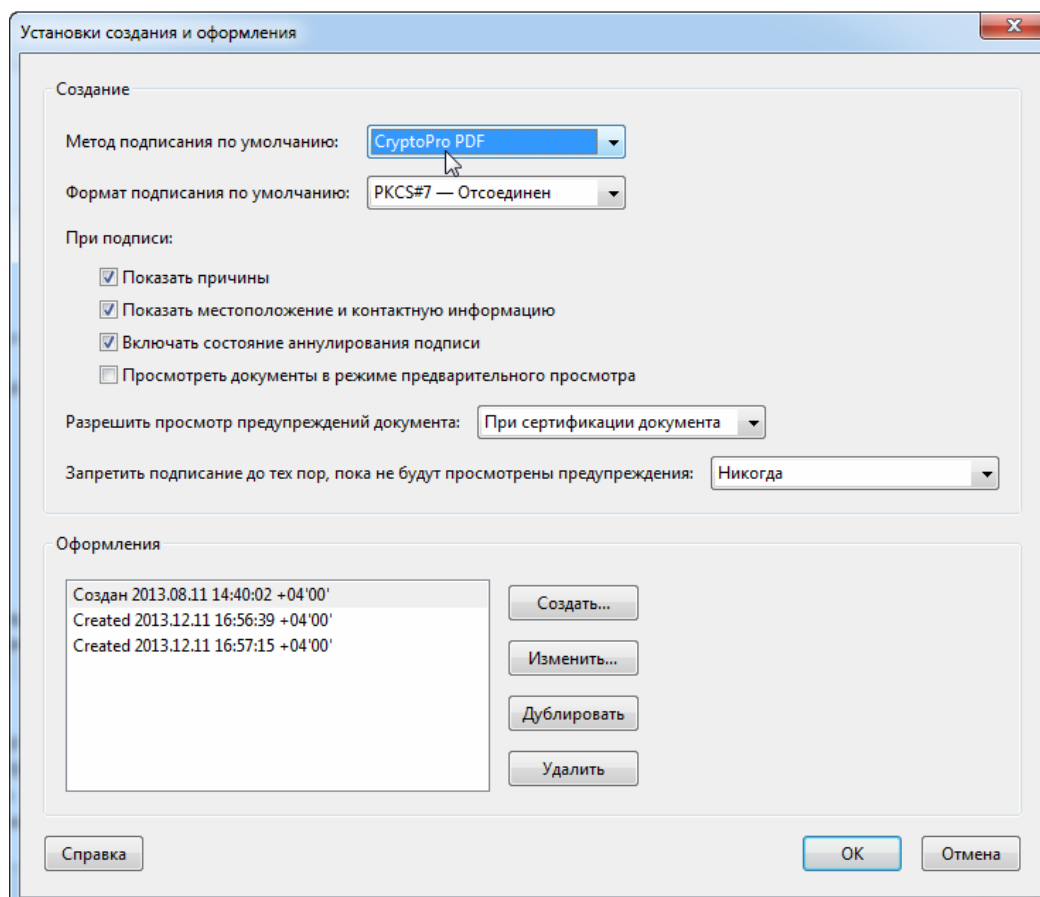 Установки создания и оформления
Создание
Метод подписания по умолчанию: CryptoPro PDF
Формат подписания по умолчанию: PKCS#7 — Отсоединен
При подписи:
Показать причины
Показать местоположение и контактную информацию
Включать состояние аннулирования подписи
Просмотреть документы в режиме предварительного просмотра
Разрешить просмотр предупреждений документа: При сертификации документа
Запретить подписание до тех пор, пока не будут просмотрены предупреждения: Никогда
Оформления
Создан 2013.08.11 14:40:02 +04'00'
Created 2013.12.11 16:56:39 +04'00'
Created 2013.12.11 16:57:15 +04'00'
Создать...
Изменить...
Дублировать
Удалить
Справка
OK
Отмена